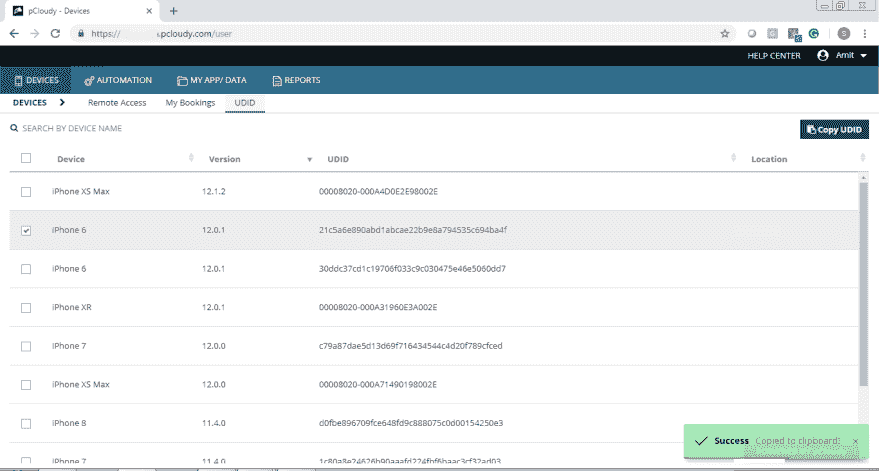 pCloudy - Devices
https:// .pcloudy.com/user
S
HELP CENTER Amit
DEVICES AUTOMATION MY APP/ DATA REPORTS
DEVICES Remote Access My Bookings UDID
SEARCH BY DEVICE NAME Copy UDID
Device Version UDID Location
iPhone XS Max 12.1.2 00008020-000A4D0E2E98002E
iPhone 6 12.0.1 21c5a6e890abd1abcae22b9e8a794535c694ba4f
iPhone 6 12.0.1 30ddc37cd1c19706f033c9c030475e46e5060dd7
iPhone XR 12.0.1 00008020-000A31960E3A002E
iPhone 7 12.0.0 c79a87dae5d13d69f716434544c4d20f789cfced
iPhone XS Max 12.0.0 00008020-000A71490198002E
iPhone 8 11.4.0 d0fbe896709fce648fd9c888075c0d00154250e3
iPhone 7 11.4.0 1c80a8e24626b90aaafd224fbf6baac3cf32ad03
Success Copied to clipboard!